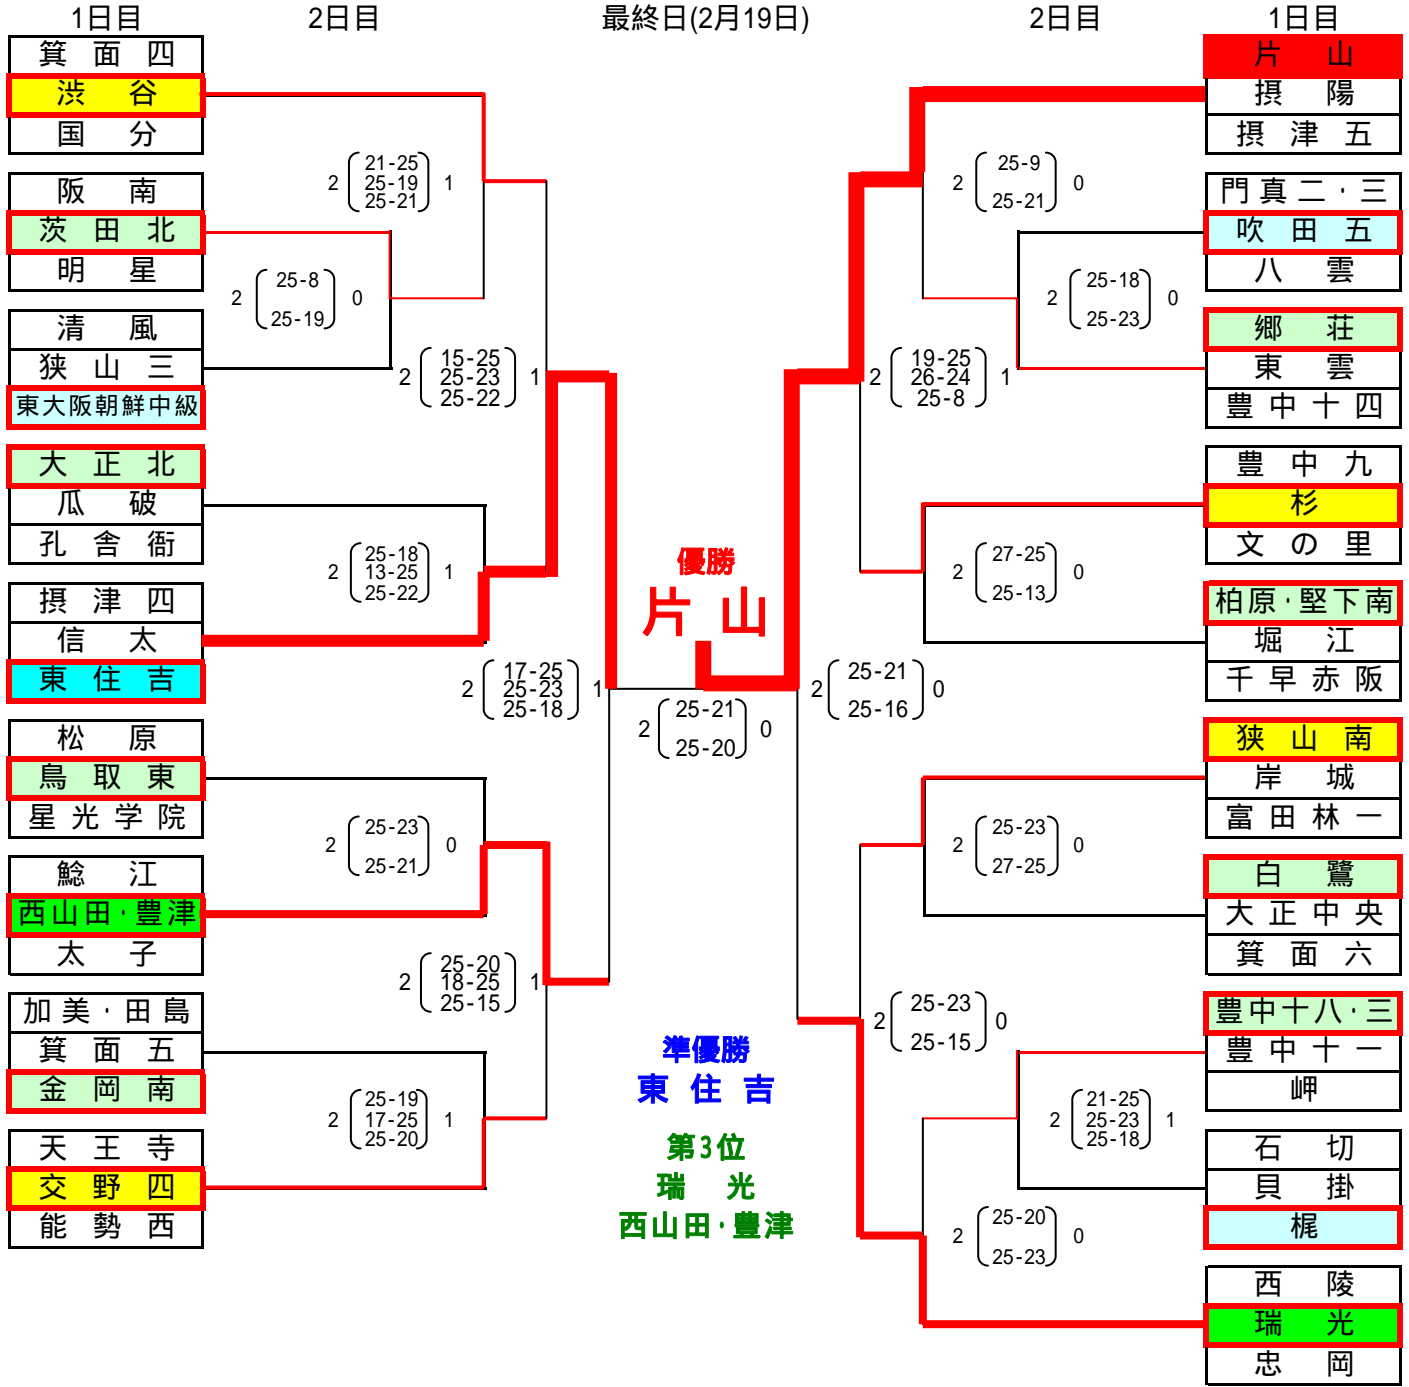 1日目 2日目 最終日(2月19日) 2日目 1日目
箕面四
渋谷
国分
阪南
茨田北
明星
清風
狭山三
東大阪朝鮮中級
大正北
瓜破
孔舎衙
摂津四
信太
東住吉
松原
鳥取東
星光学院
鯰江
西山田・豊津
太子
加美・田島
箕面五
金岡南
天王寺
交野四
能勢西
21-25
2 25-19 1
25-21
25-8
2 0
25-19
15-25
2 25-23 1
25-22
25-18
2 13-25 1
25-22
17-25
2 25-23 1
25-18
25-23
2 0
25-21
25-20
2 18-25 1
25-15
25-19
2 17-25 1
25-20
優勝
片山
25-21
2 0
25-20
準優勝
東住吉
第3位
瑞光
西山田・豊津
25-9
2 0
25-21
25-18
2 0
25-23
19-25
2 26-24 1
25-8
27-25
2 0
25-13
25-21
2 0
25-16
25-23
2 0
27-25
25-23
2 0
25-15
21-25
2 25-23 1
25-18
25-20
2 0
25-23
片山
摂陽
摂津五
門真二・三
吹田五
八雲
郷荘
東雲
豊中十四
豊中九
杉
文の里
柏原・堅下南
堀江
千早赤阪
狭山南
岸城
富田林一
白鷺
大正中央
箕面六
豊中十八・三
豊中十一
岬
石切
貝掛
梶
西陵
瑞光
忠岡